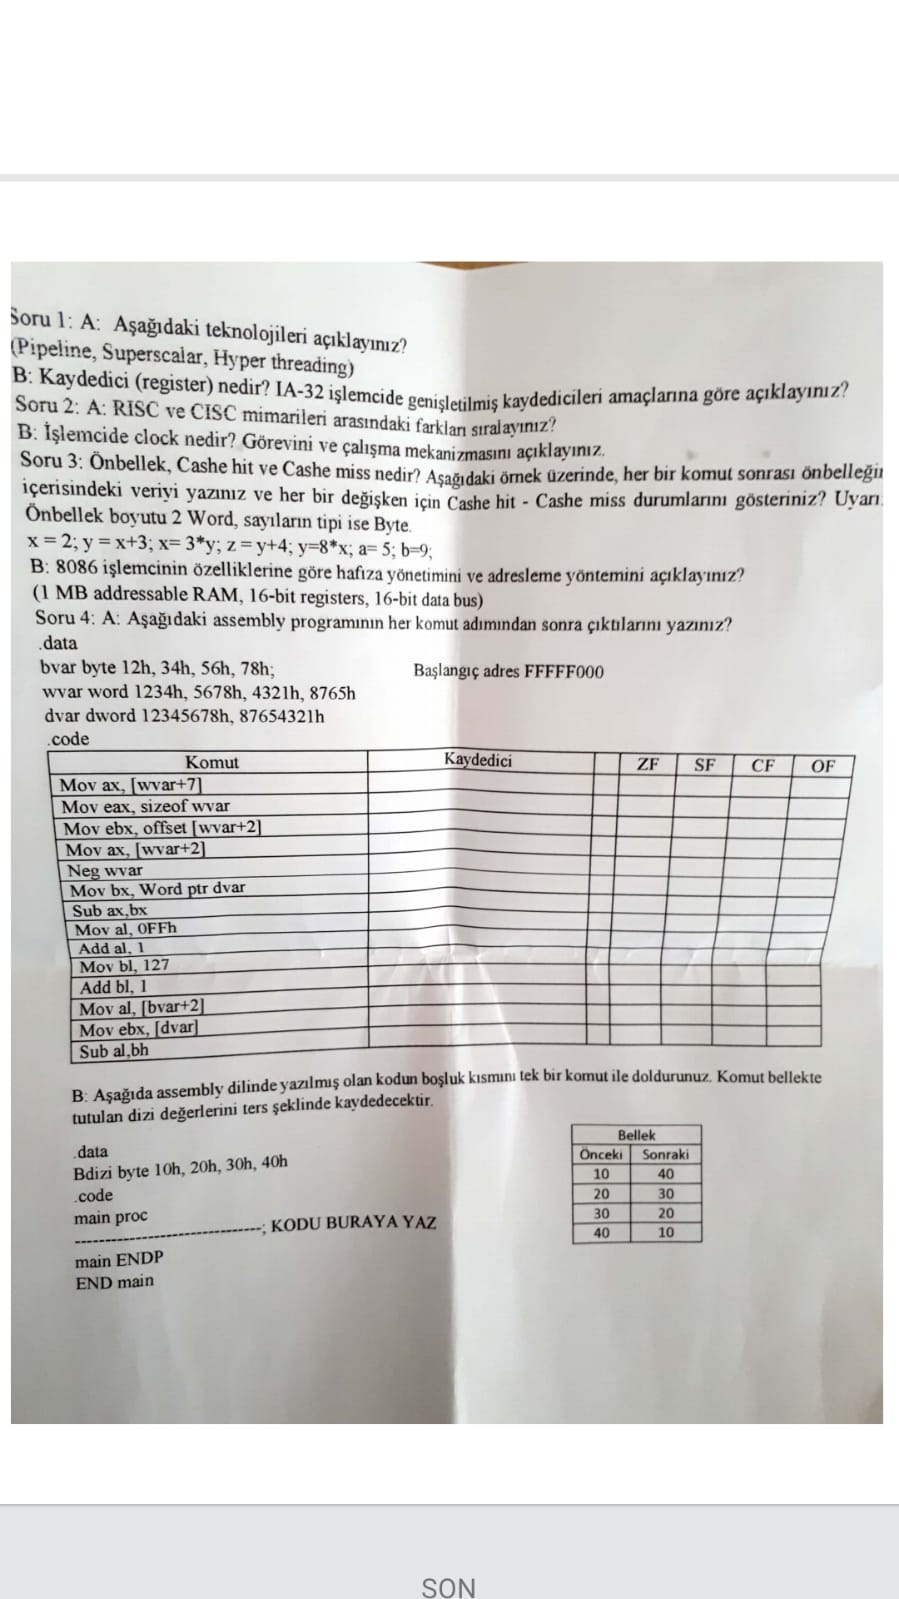 Soru 1: A: Aşağıdaki teknolojileri açıklayınız?
(Pipeline, Superscalar, Hyper threading)
B: Kaydedici (register) nedir? IA-32 işlemcide genişletilmiş kaydedicileri amaçlarına göre açıklayınız?
Soru 2: A: RISC ve CISC mimarileri arasındaki farkları sıralayınız?
B: İşlemcide clock nedir? Görevini ve çalışma mekanizmasını açıklayınız.
Soru 3: Önbellek, Cashe hit ve Cashe miss nedir? Aşağıdaki örnek üzerinde, her bir komut sonrası önbelleğin
içerisindeki veriyi yazınız ve her bir değişken için Cashe hit - Cashe miss durumlarını gösteriniz? Uyarı:
Önbellek boyutu 2 Word, sayıların tipi ise Byte.
x = 2; y = x+3; x= 3*y; z = y+4; y=8*x; a= 5; b=9;
B: 8086 işlemcinin özelliklerine göre hafıza yönetimini ve adresleme yöntemini açıklayınız?
(1 MB addressable RAM, 16-bit registers, 16-bit data bus)
Soru 4: A: Aşağıdaki assembly programının her komut adımından sonra çıktılarını yazınız?
.data
bvar byte 12h, 34h, 56h, 78h; Başlangıç adres FFFFF000
wvar word 1234h, 5678h, 4321h, 8765h
dvar dword 12345678h, 87654321h
.code
Komut Kaydedici ZF SF CF OF
Mov ax, [wvar+7]
Mov eax, sizeof wvar
Mov ebx, offset [wvar+2]
Mov ax, [wvar+2]
Neg wvar
Mov bx, Word ptr dvar
Sub ax,bx
Mov al, 0FFh
Add al, 1
Mov bl, 127
Add bl, 1
Mov al, [bvar+2]
Mov ebx, [dvar]
Sub al,bh
B: Aşağıda assembly dilinde yazılmış olan kodun boşluk kısmını tek bir komut ile doldurunuz. Komut bellekte
tutulan dizi değerlerini ters şeklinde kaydedecektir.
.data
Bdizi byte 10h, 20h, 30h, 40h
.code
main proc
------------------------------; KODU BURAYA YAZ
main ENDP
END main
Bellek
Önceki Sonraki
10 40
20 30
30 20
40 10
SON